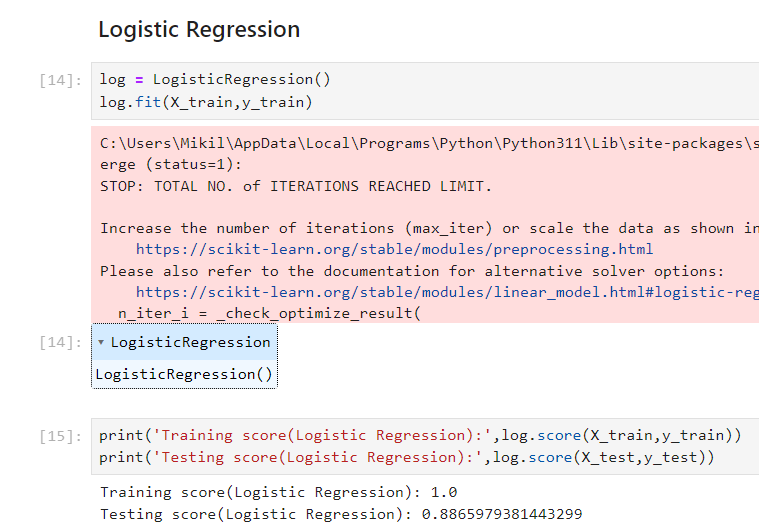 Logistic Regression
[14]: log = LogisticRegression()
log.fit(X_train,y_train)
C:\Users\Mikil\AppData\Local\Programs\Python\Python311\Lib\site-packages\s
erge (status=1):
STOP: TOTAL NO. of ITERATIONS REACHED LIMIT.
Increase the number of iterations (max_iter) or scale the data as shown in
https://scikit-learn.org/stable/modules/preprocessing.html
Please also refer to the documentation for alternative solver options:
https://scikit-learn.org/stable/modules/linear_model.html#logistic-reg
n_iter_i = _check_optimize_result(
[14]: ▾ LogisticRegression
LogisticRegression()
[15]: print('Training score(Logistic Regression):',log.score(X_train,y_train))
print('Testing score(Logistic Regression):',log.score(X_test,y_test))
Training score(Logistic Regression): 1.0
Testing score(Logistic Regression): 0.8865979381443299